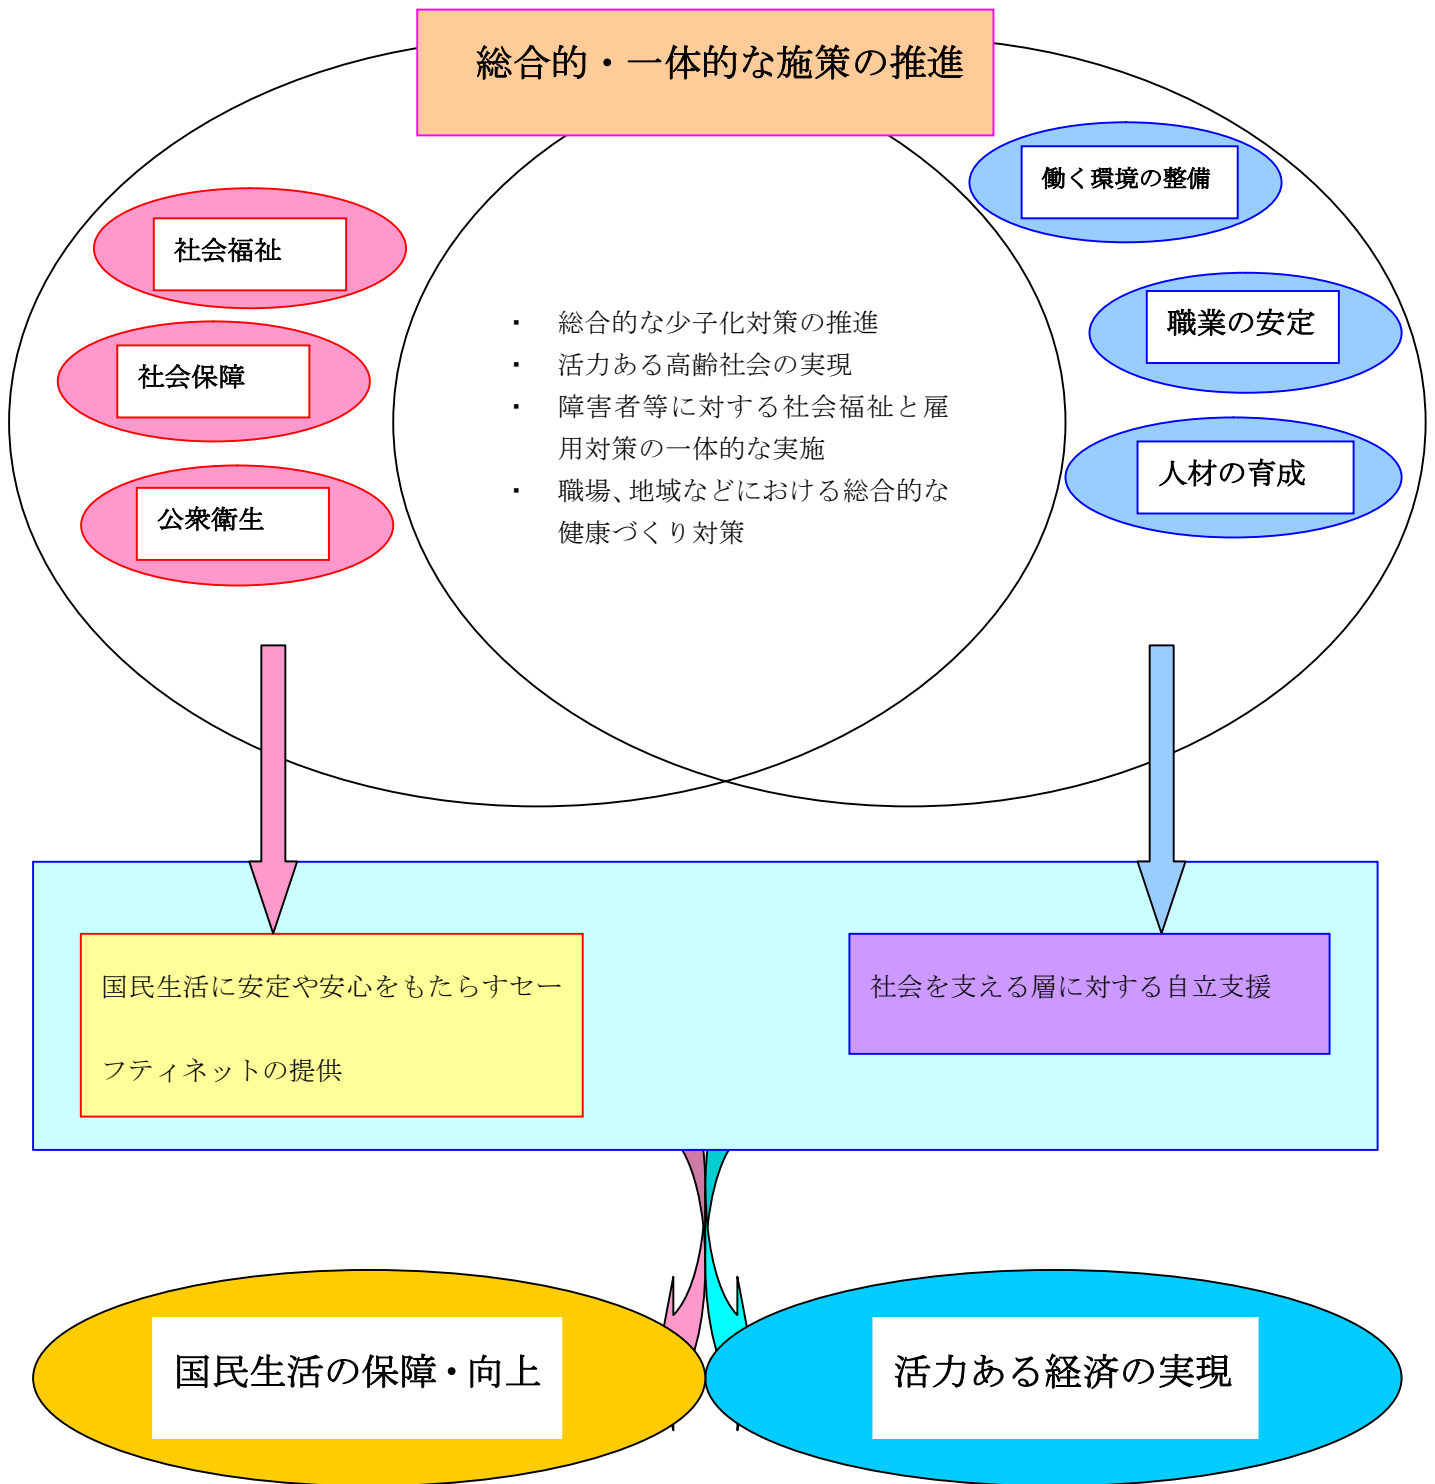 総合的・一体的な施策の推進
社会福祉
社会保障
公衆衛生
・ 総合的な少子化対策の推進
・ 活力ある高齢社会の実現
・ 障害者等に対する社会福祉と雇
用対策の一体的な実施
・ 職場、地域などにおける総合的な
健康づくり対策
働く環境の整備
職業の安定
人材の育成
国民生活に安定や安心をもたらすセー
フティネットの提供
社会を支える層に対する自立支援
国民生活の保障・向上
活力ある経済の実現